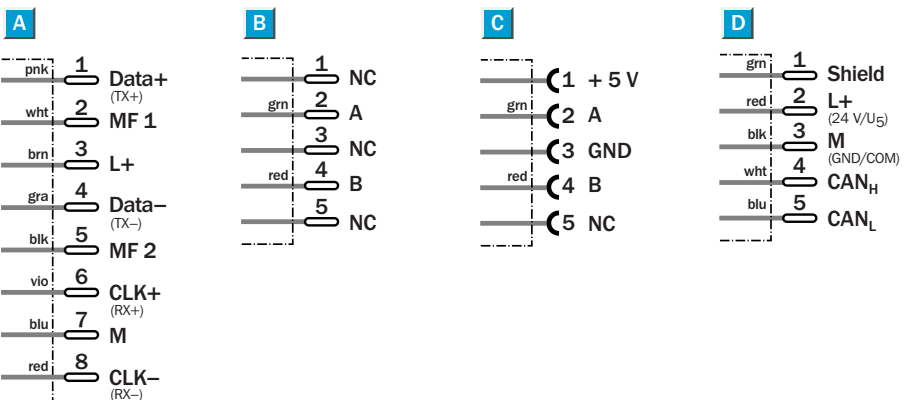 A
pnk 1 Data+
(TX+)
wht 2 MF 1
brn 3 L+
gra 4 Data–
(TX–)
blk 5 MF 2
vio 6 CLK+
(RX+)
blu 7 M
red 8 CLK–
(RX–)
B
1 NC
grn 2 A
3 NC
red 4 B
5 NC
C
1 + 5 V
grn 2 A
3 GND
red 4 B
5 NC
D
grn 1 Shield
red 2 L+
(24 V/U5)
blk 3 M
(GND/COM)
wht 4 CANH
blu 5 CANL